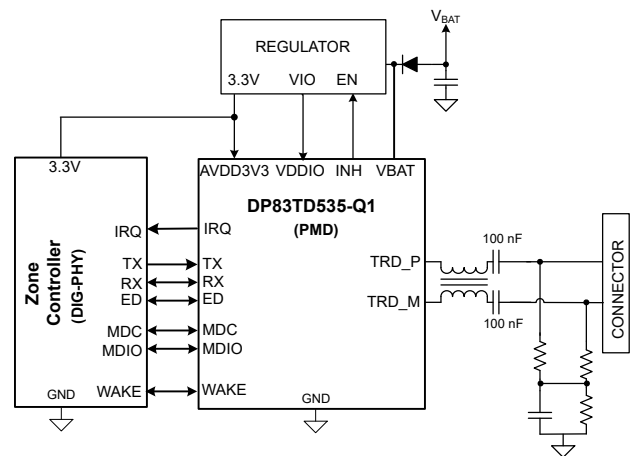 V_BAT
REGULATOR
3.3V VIO EN
3.3V
AVDD3V3 VDDIO INH VBAT
DP83TD535-Q1
(PMD)
Zone
Controller
(DIG-PHY)
IRQ IRQ
TX TX
RX RX
ED ED
MDC MDC
MDIO MDIO
WAKE WAKE
GND
GND
TRD_P
TRD_M
100 nF
100 nF
CONNECTOR